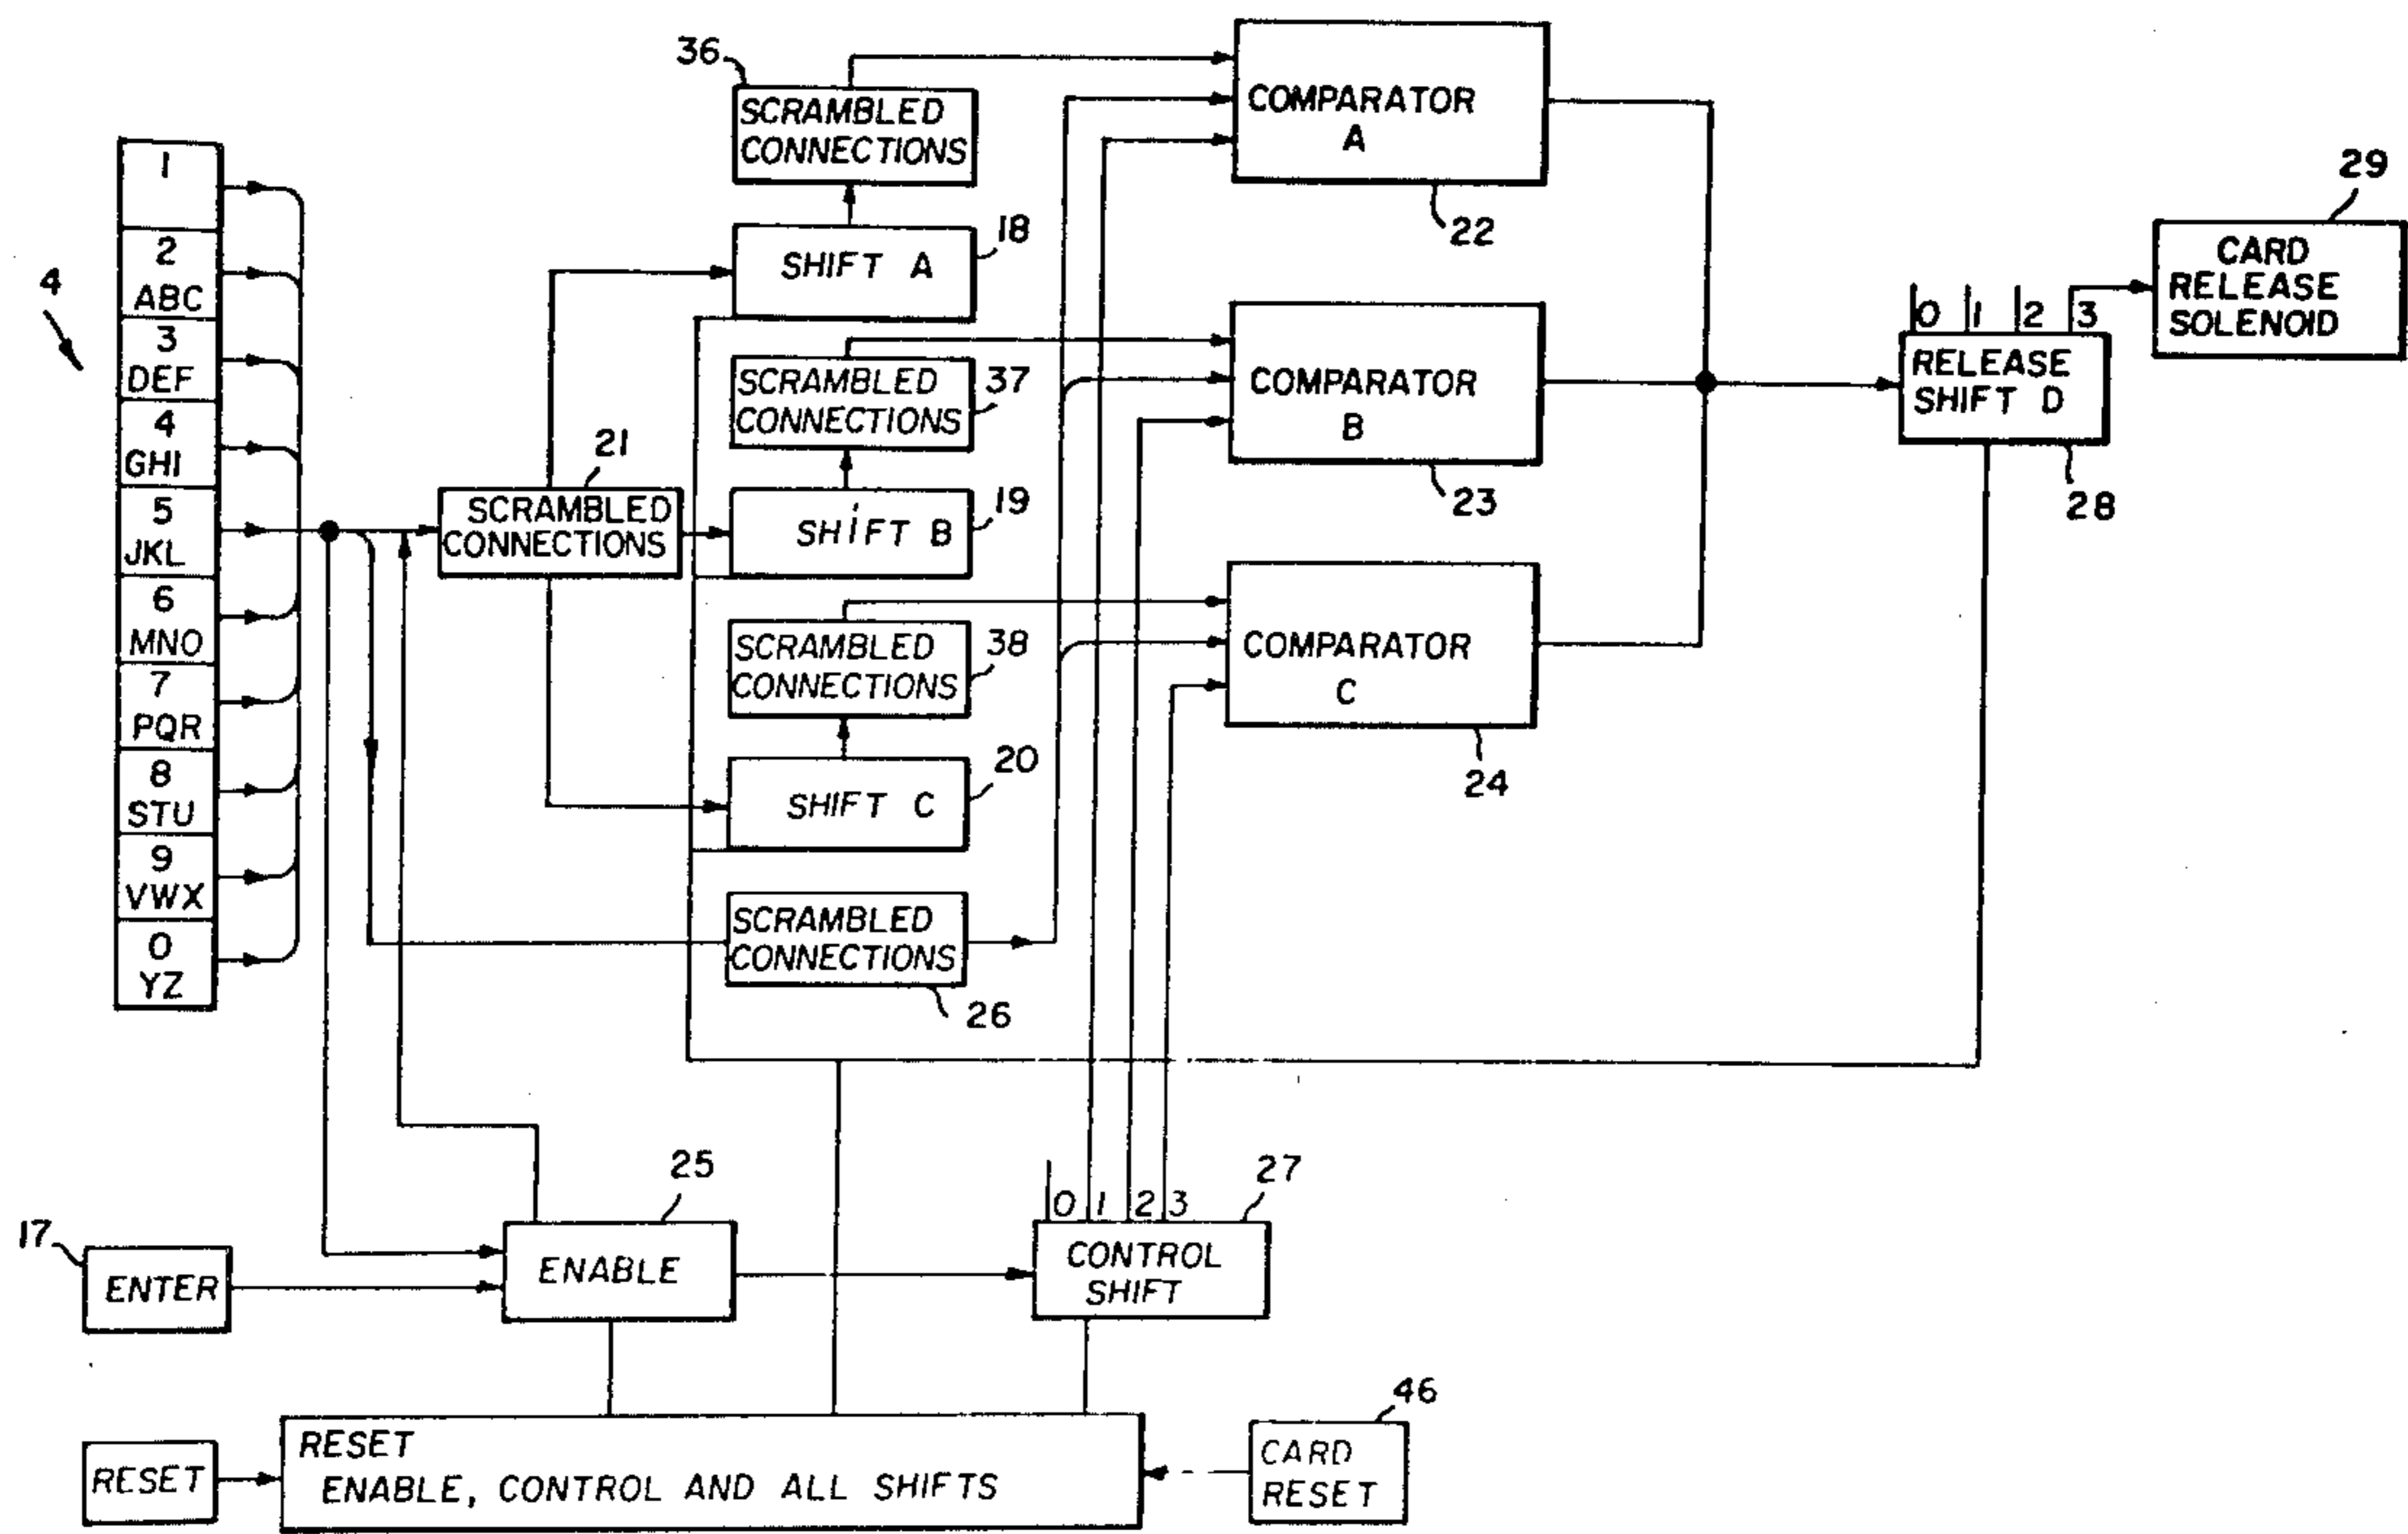 36
SCRAMBLED
CONNECTIONS
COMPARATOR
A
22
29
CARD
RELEASE
SOLENOID
4
1
2
ABC
3
DEF
4
GHI
5
JKL
6
MNO
7
PQR
8
STU
9
VWX
0
YZ
SHIFT A
18
SCRAMBLED
CONNECTIONS
37
COMPARATOR
B
23
0 1 2 3
RELEASE
SHIFT D
28
21
SCRAMBLED
CONNECTIONS
SHIFT B
19
SCRAMBLED
CONNECTIONS
38
COMPARATOR
C
24
SHIFT C
20
SCRAMBLED
CONNECTIONS
26
17
ENTER
25
ENABLE
0 1 2 3
27
CONTROL
SHIFT
RESET
RESET
ENABLE, CONTROL AND ALL SHIFTS
46
CARD
RESET